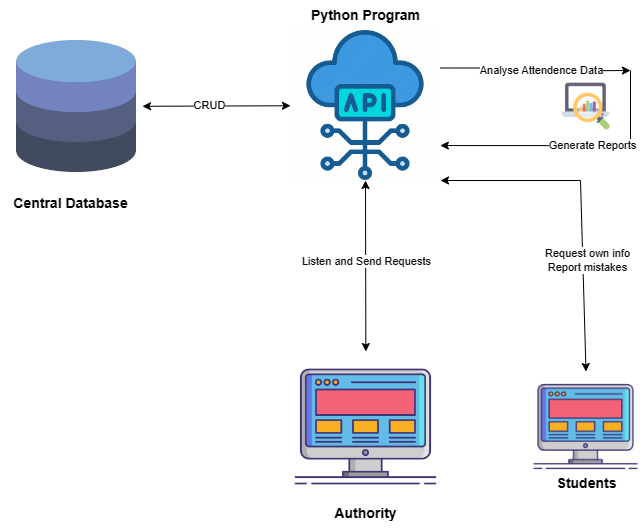 Python Program
API
Analyse Attendence Data
CRUD
Generate Reports
Central Database
Request own info
Report mistakes
Listen and Send Requests
Students
Authority